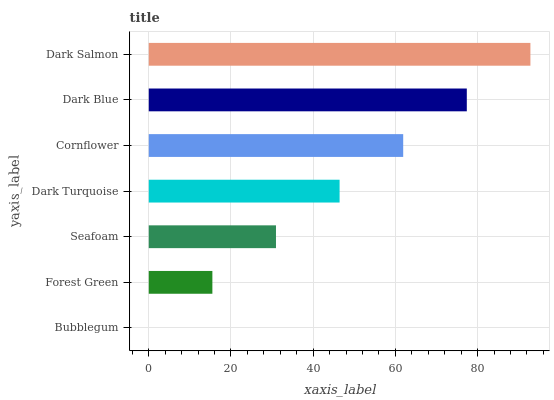 title
Dark Salmon
Dark Blue
Cornflower
Dark Turquoise
Seafoam
Forest Green
Bubblegum
yaxis_label
0 20 40 60 80
xaxis_label